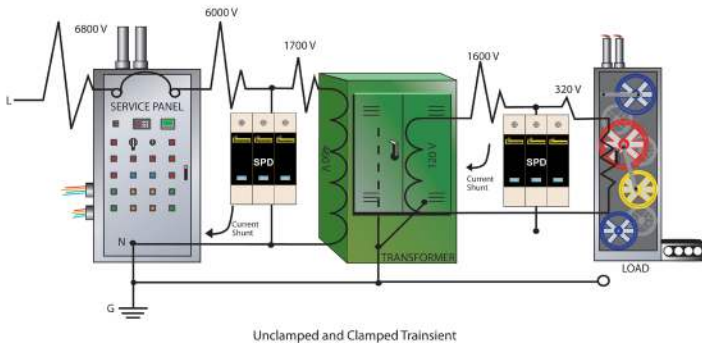 6800 V
6000 V
1700 V
1600 V
320 V
L
SERVICE PANEL
SPD
480V
120V
SPD
Current
Shunt
Current
Shunt
N
TRANSFORMER
LOAD
G
Unclamped and Clamped Trainsient